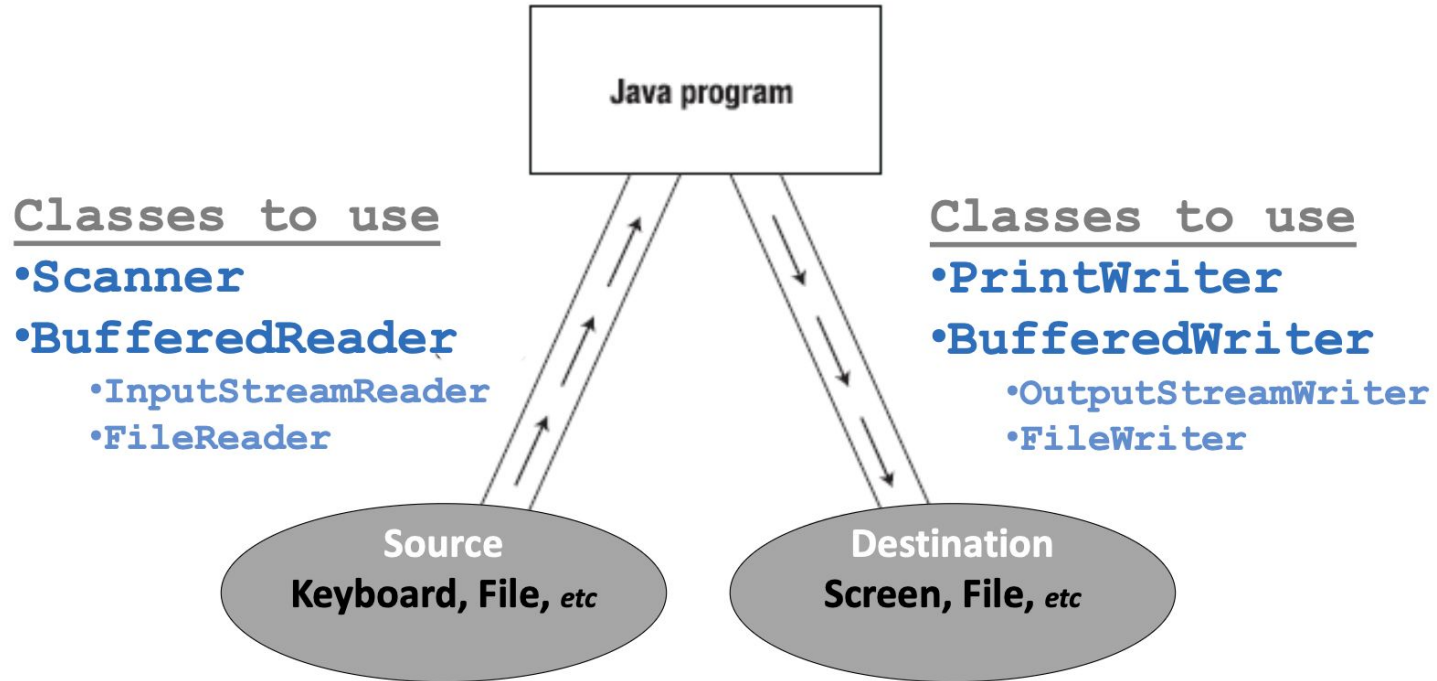 Java program
Classes to use
•Scanner
•BufferedReader
•InputStreamReader
•FileReader
Classes to use
•PrintWriter
•BufferedWriter
•OutputStreamWriter
•FileWriter
Source
Keyboard, File, etc
Destination
Screen, File, etc